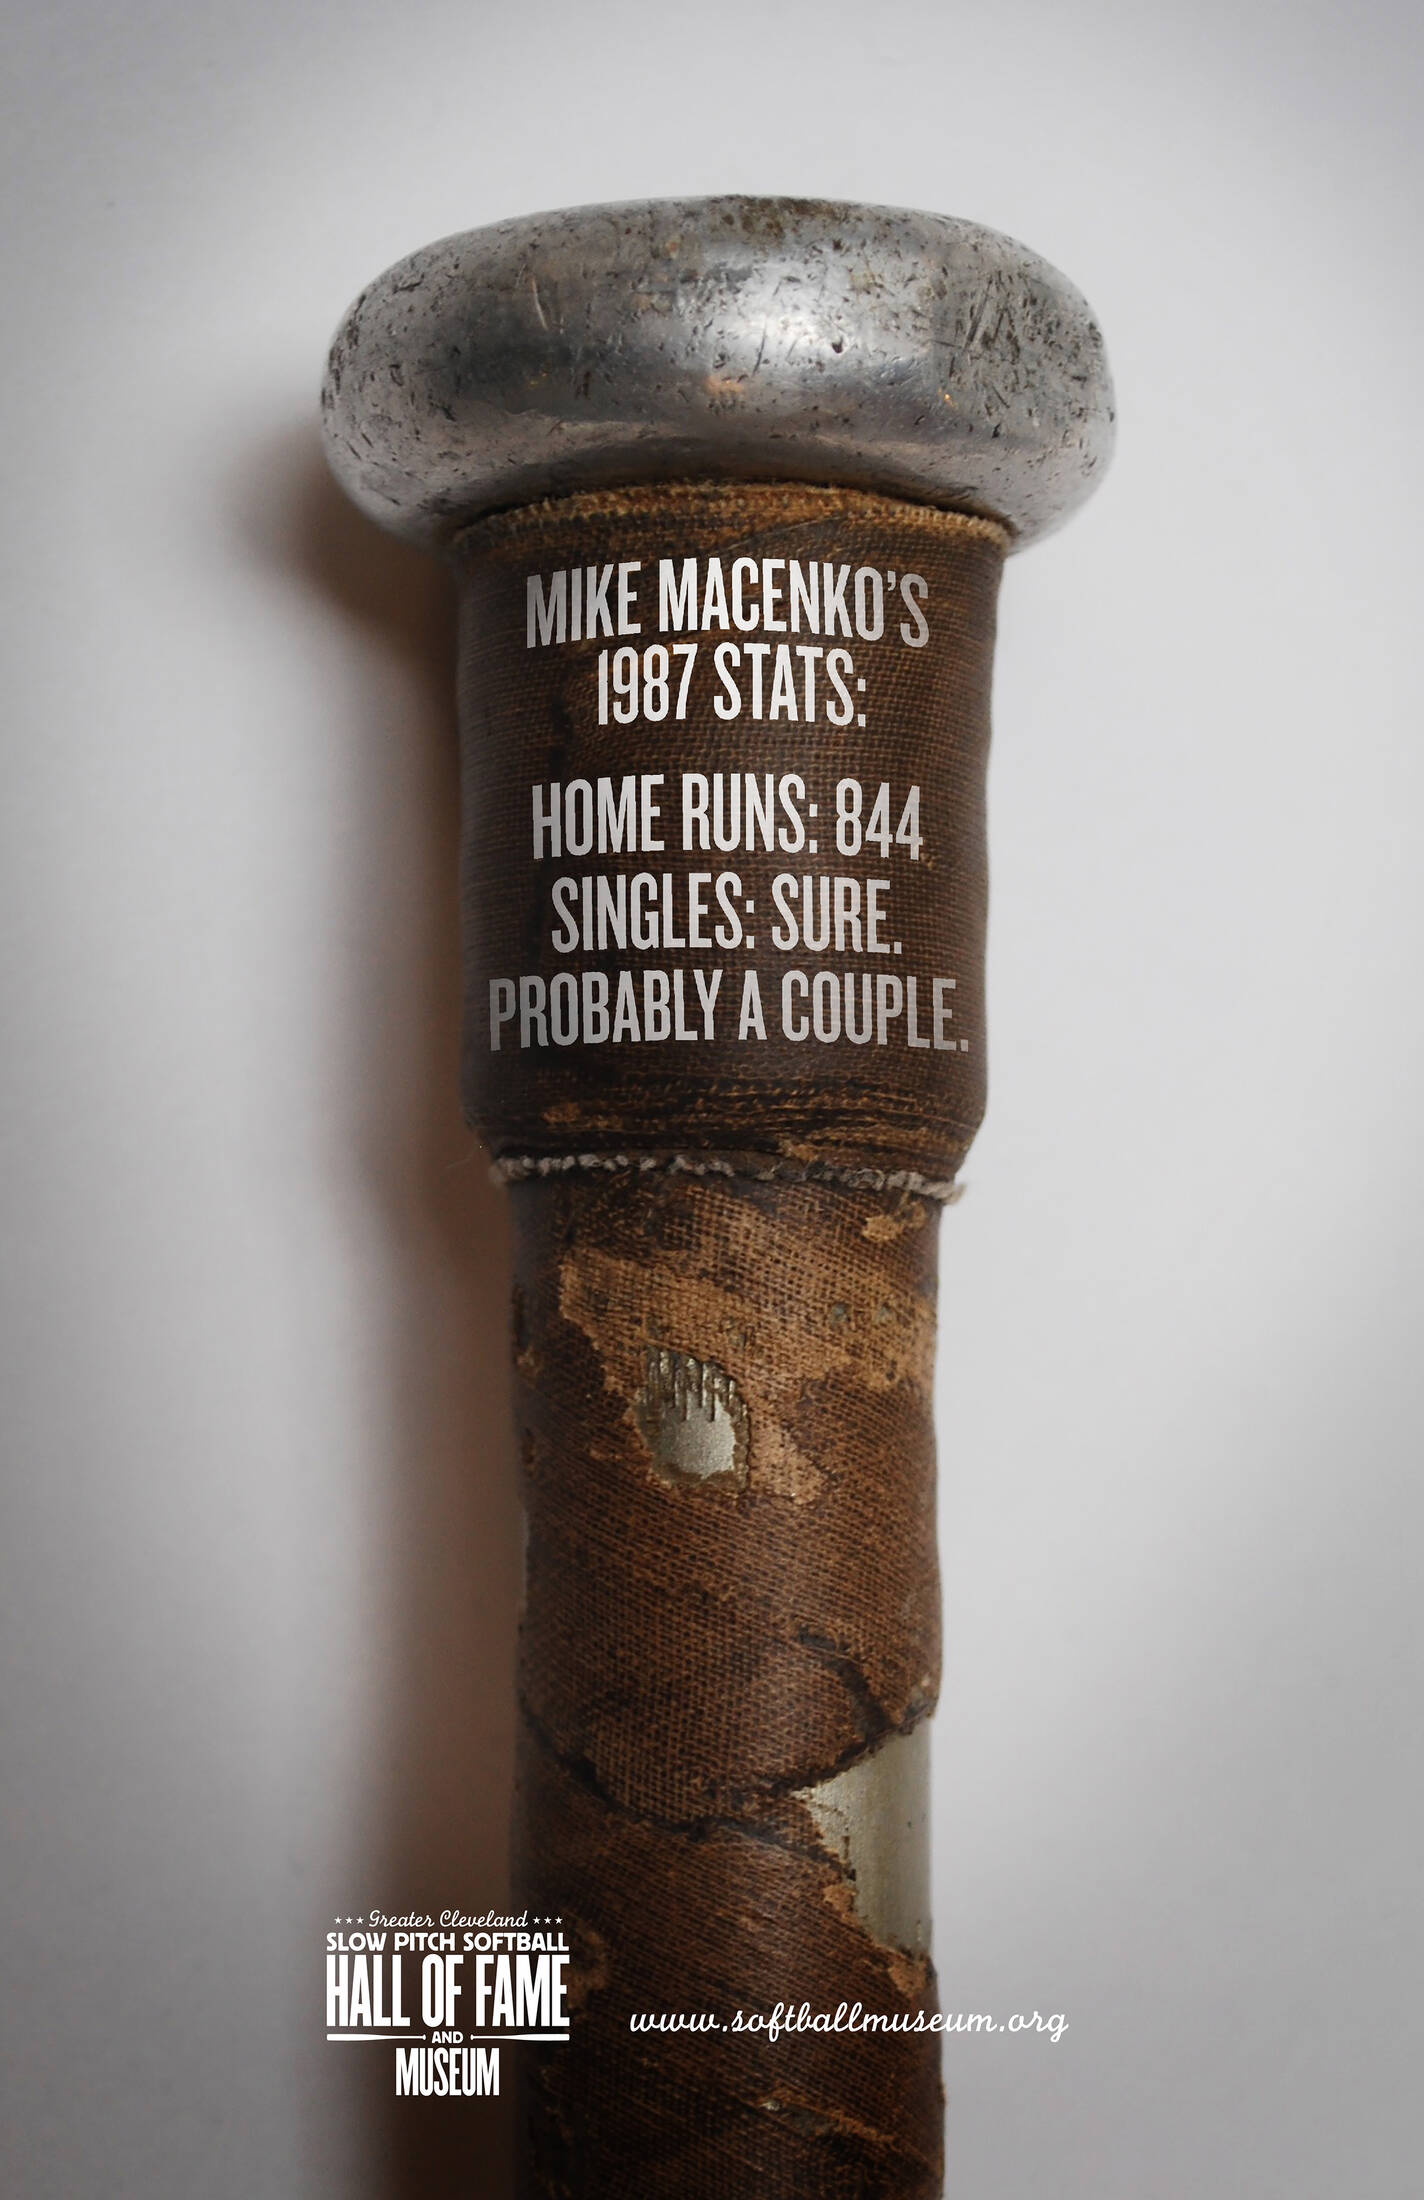 MIKE MACENKO'S
1987 STATS:
HOME RUNS: 844
SINGLES: SURE.
PROBABLY A COUPLE.
Greater Cleveland
SLOW PITCH SOFTBALL
HALL OF FAME
AND
MUSEUM
www.softballmuseum.org